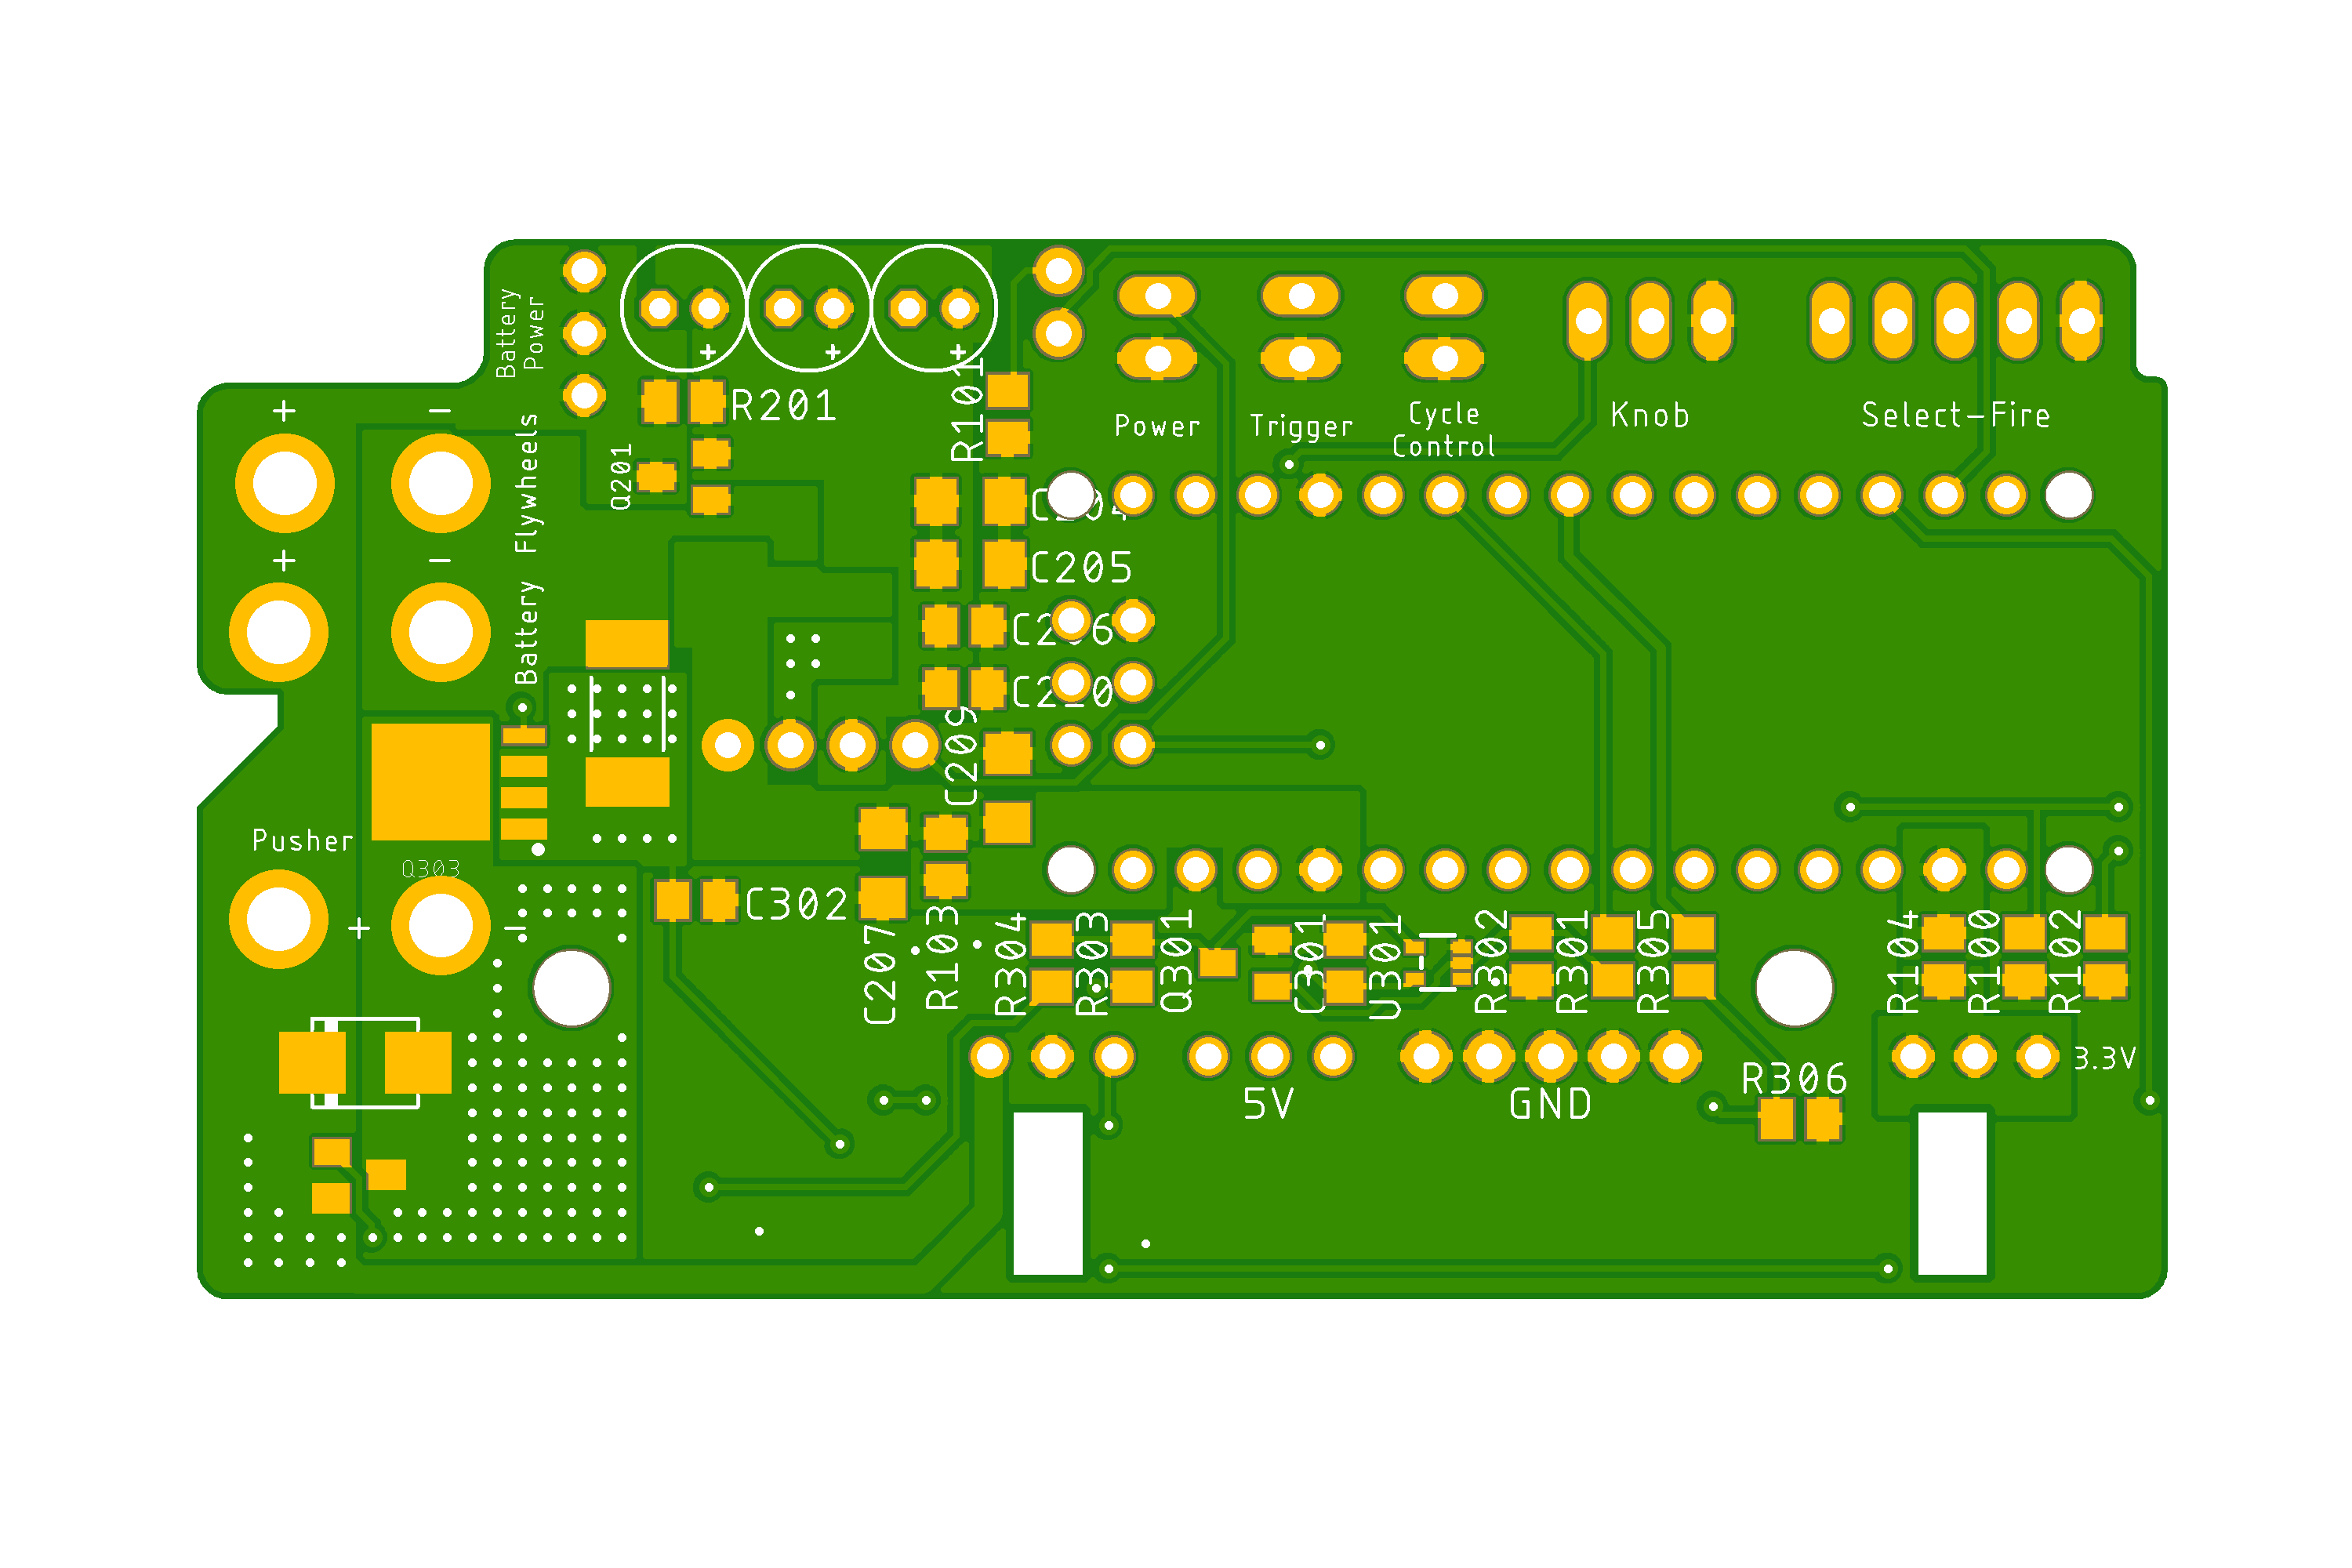 Battery
Power
+
+
+
R201
R101
Power
Trigger
Cycle
Control
Knob
Select-Fire
+
−
Q201
Battery Flywheels
+
−
C205
C209
Pusher
Q303
+
−
C302
C207
R103
R304
R303
Q301
C301
U301
R302
R301
R305
R104
R100
R102
5V
GND
R306
3.3V